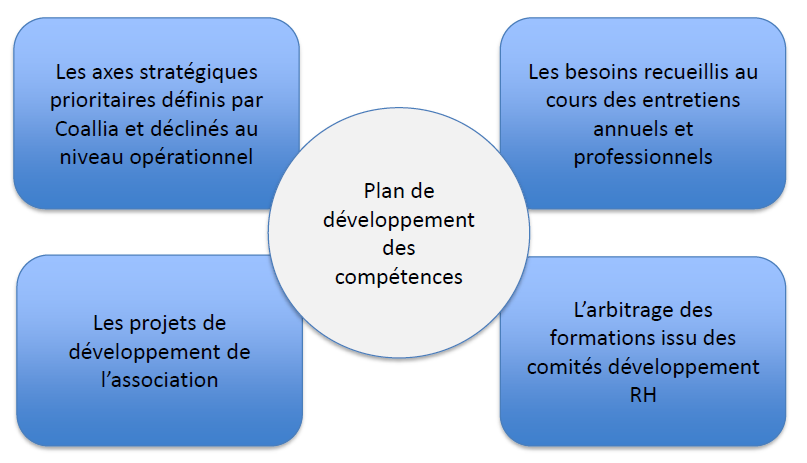 Les axes stratégiques
prioritaires définis par
Coallia et déclinés au
niveau opérationnel
Les besoins recueillis au
cours des entretiens
annuels et
professionnels
Plan de
développement
des
compétences
Les projets de
développement de
l’association
L’arbitrage des
formations issu des
comités développement
RH